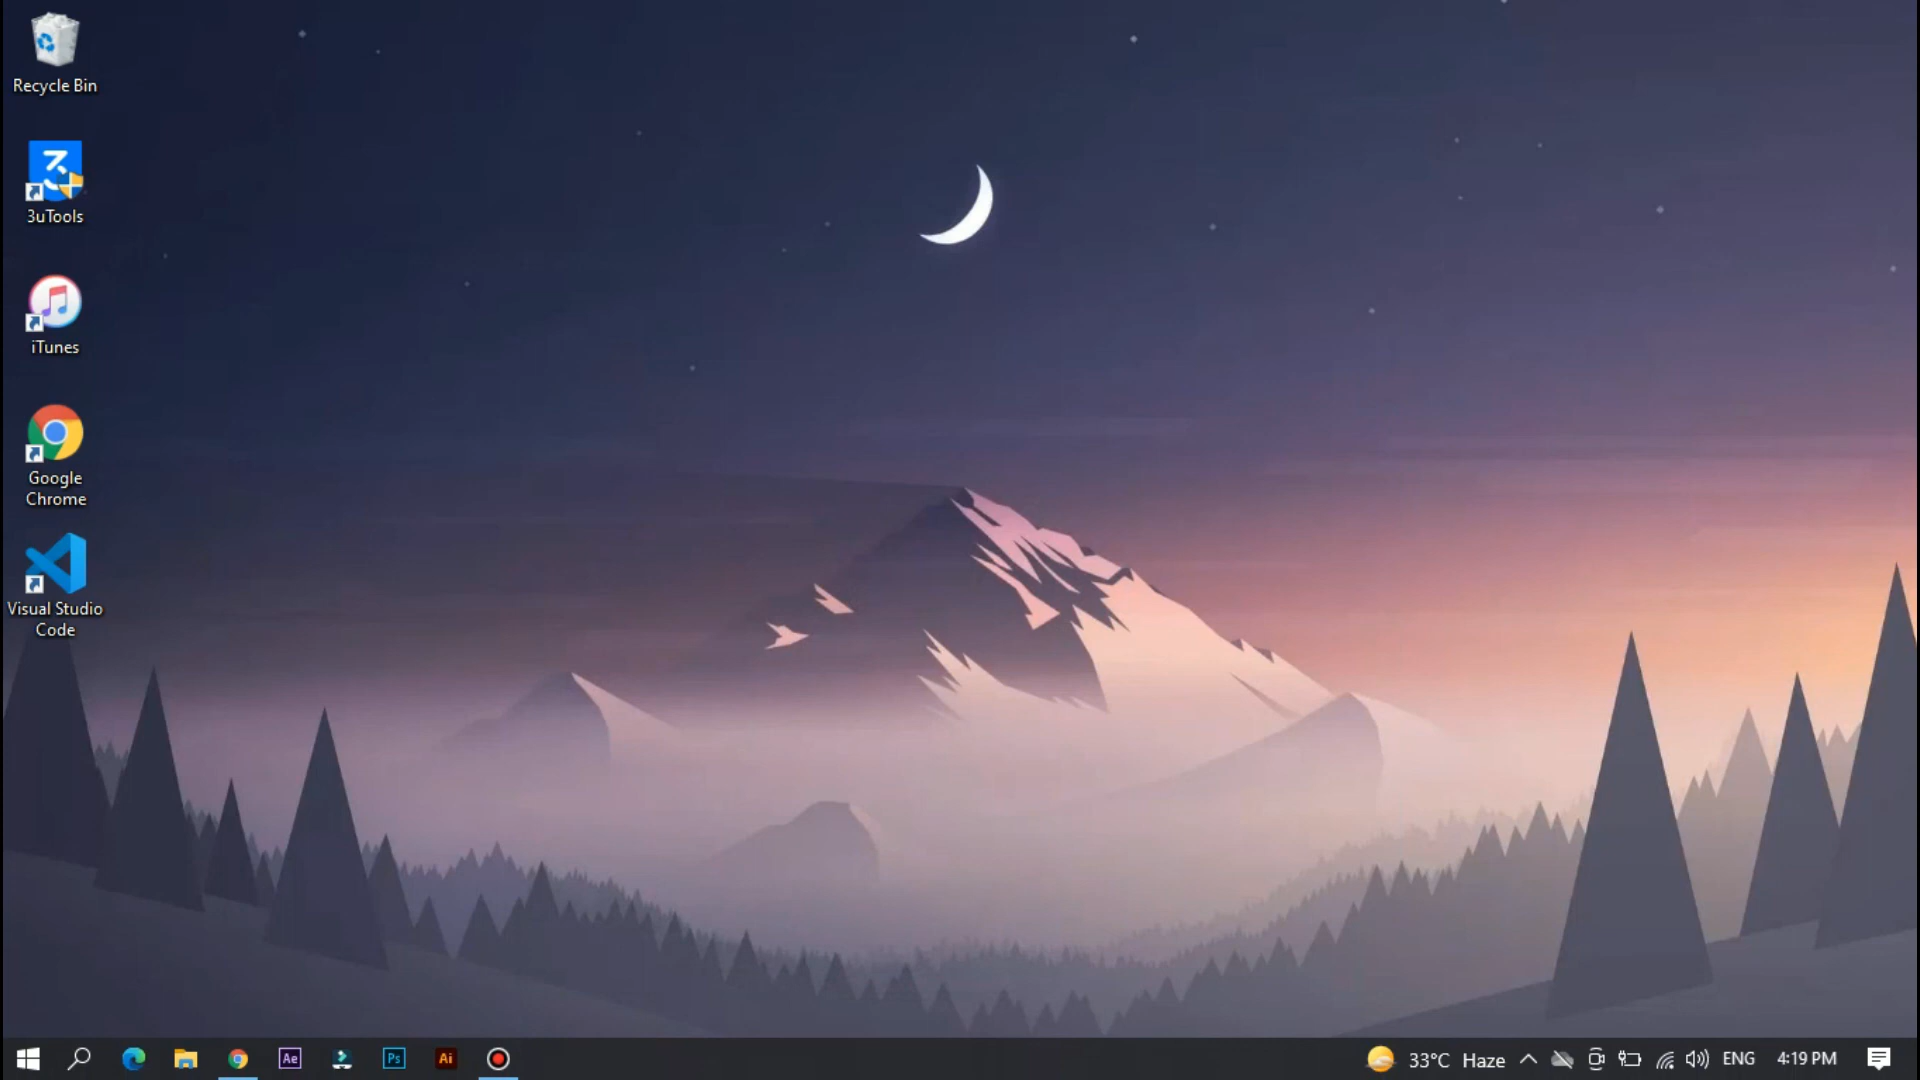 Recycle Bin
3uTools
iTunes
Google
Chrome
Visual Studio
Code
Ae
Ps
Ai
33°C Haze
ENG
4:19 PM